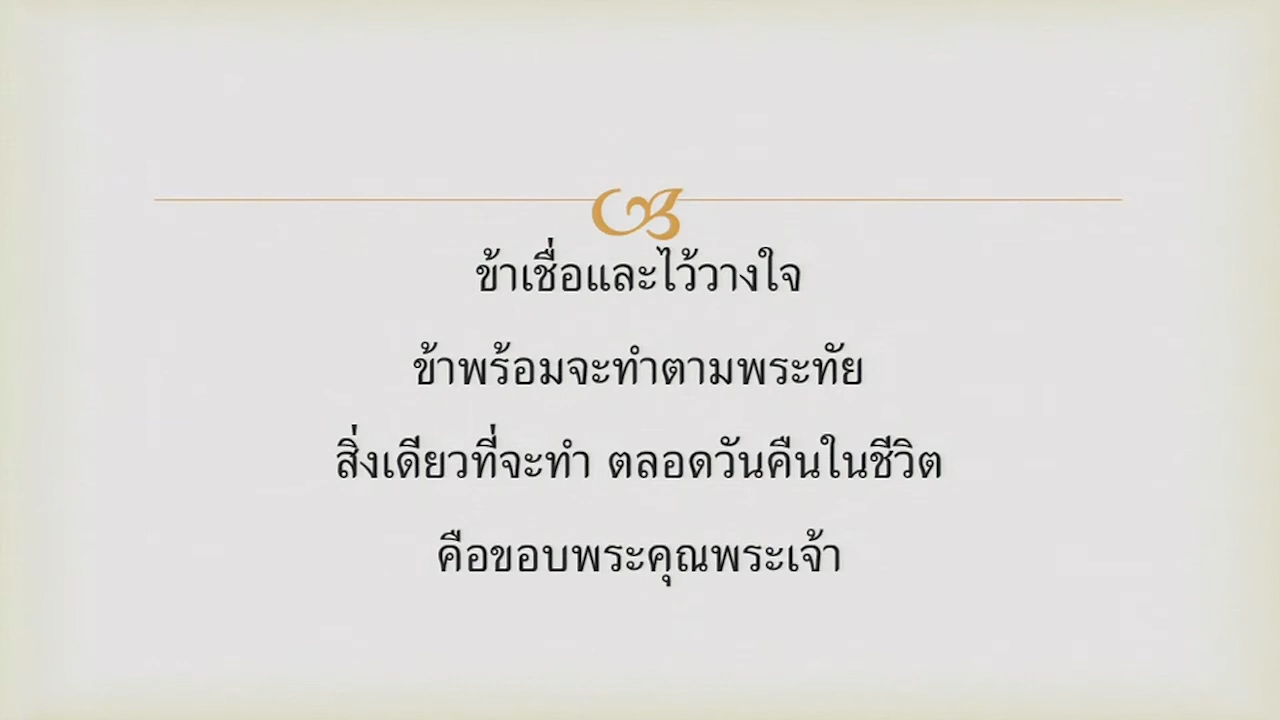 ข้าเชื่อและไว้วางใจ
ข้าพร้อมจะทำตามพระทัย
สิ่งเดียวที่จะทำ ตลอดวันคืนในชีวิต
คือขอบพระคุณพระเจ้า